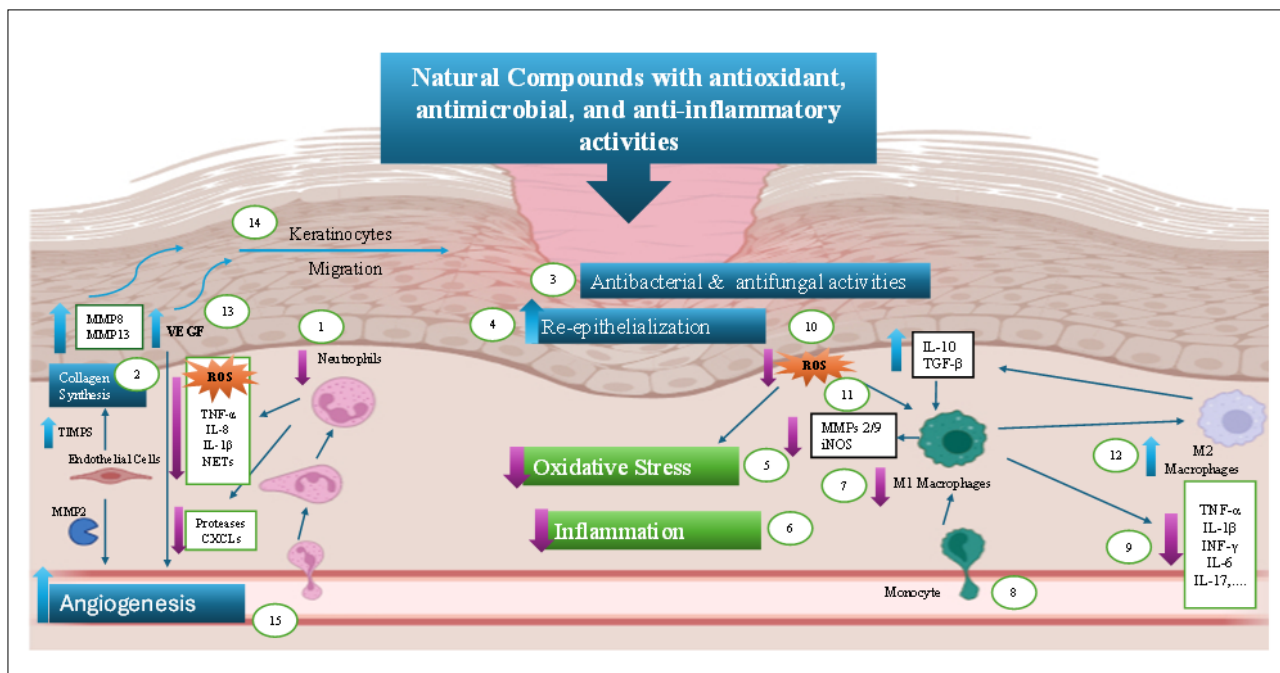 Natural Compounds with antioxidant,
antimicrobial, and anti-inflammatory
activities
14
Keratinocytes
Migration
3
Antibacterial & antifungal activities
MMP8
MMP13
VE GF
13
1
4
Re-epithelialization
10
2
Collagen
Synthesis
ROS
TNF-α
IL-8
IL-1β
NETs
Neutrophils
ROS
IL-10
TGF-β
11
TIMPS
Endothelial Cells
MMPs 2/9
iNOS
Oxidative Stress
5
7
M1 Macrophages
12
M2
Macrophages
MMP2
Proteases
CXCLs
Inflammation
6
9
TNF-α
IL-1β
INF-γ
IL-6
IL-17,....
Angiogenesis
15
Monocyte
8